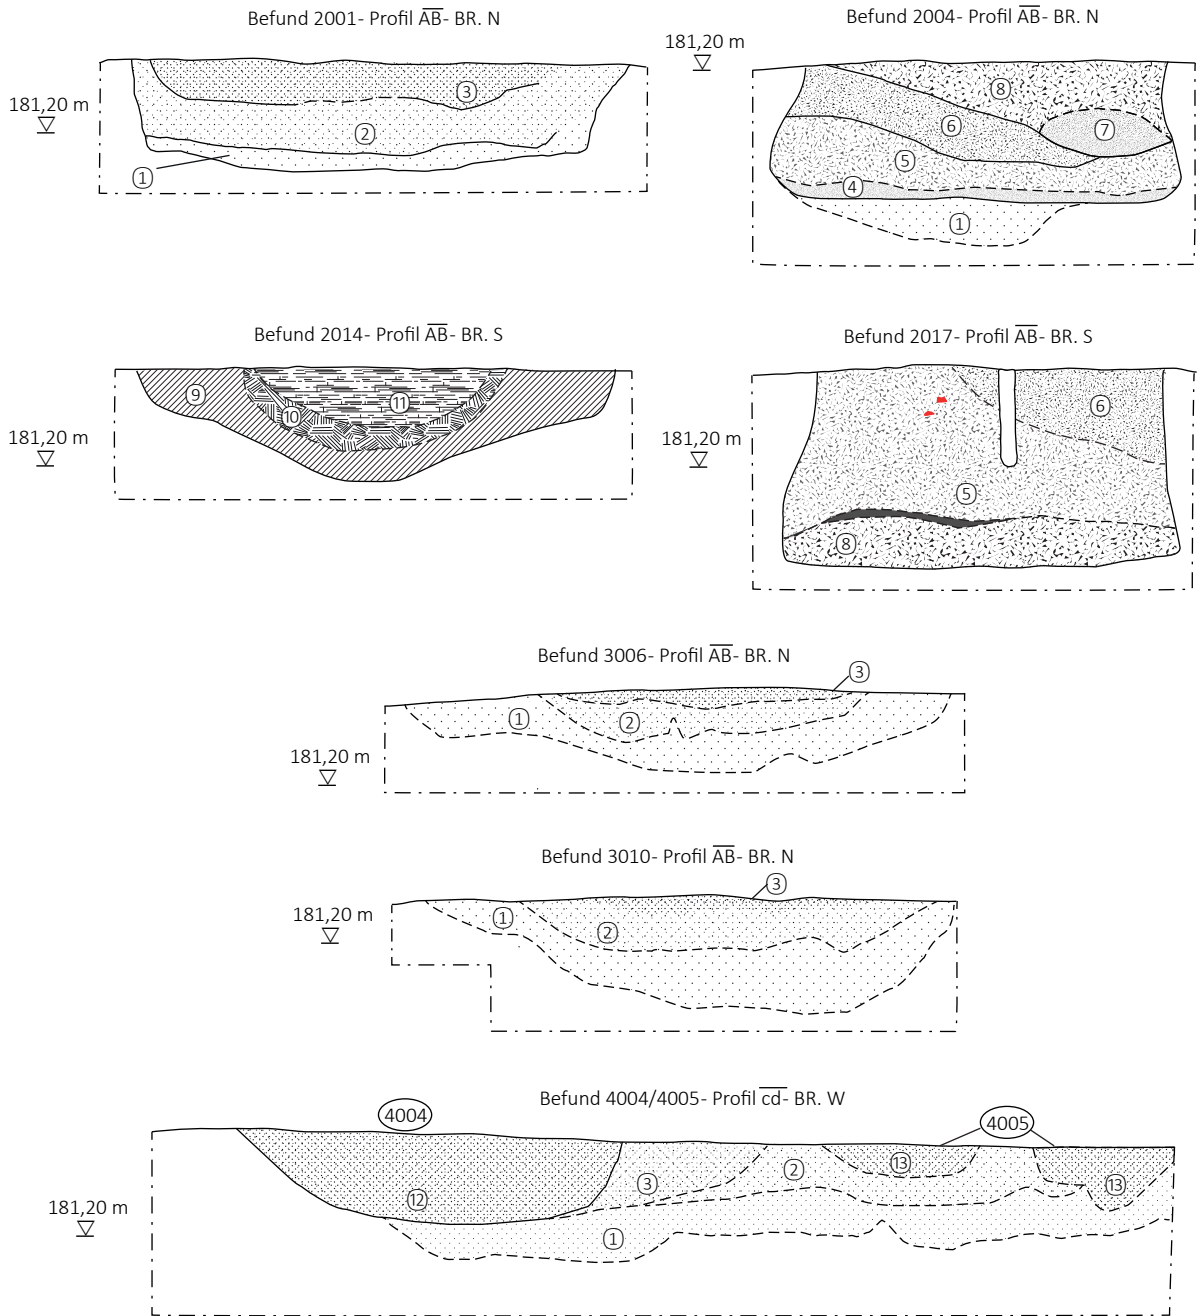 Befund 2001- Profil AB- BR. N
181,20 m
3
2
1
Befund 2004- Profil AB- BR. N
181,20 m
8
7
6
5
4
1
Befund 2014- Profil AB- BR. S
181,20 m
9
10
11
Befund 2017- Profil AB- BR. S
181,20 m
6
5
8
Befund 3006- Profil AB- BR. N
181,20 m
3
1
2
Befund 3010- Profil AB- BR. N
181,20 m
3
1
2
Befund 4004/4005- Profil cd- BR. W
181,20 m
4004
4005
12
3
2
13
13
1